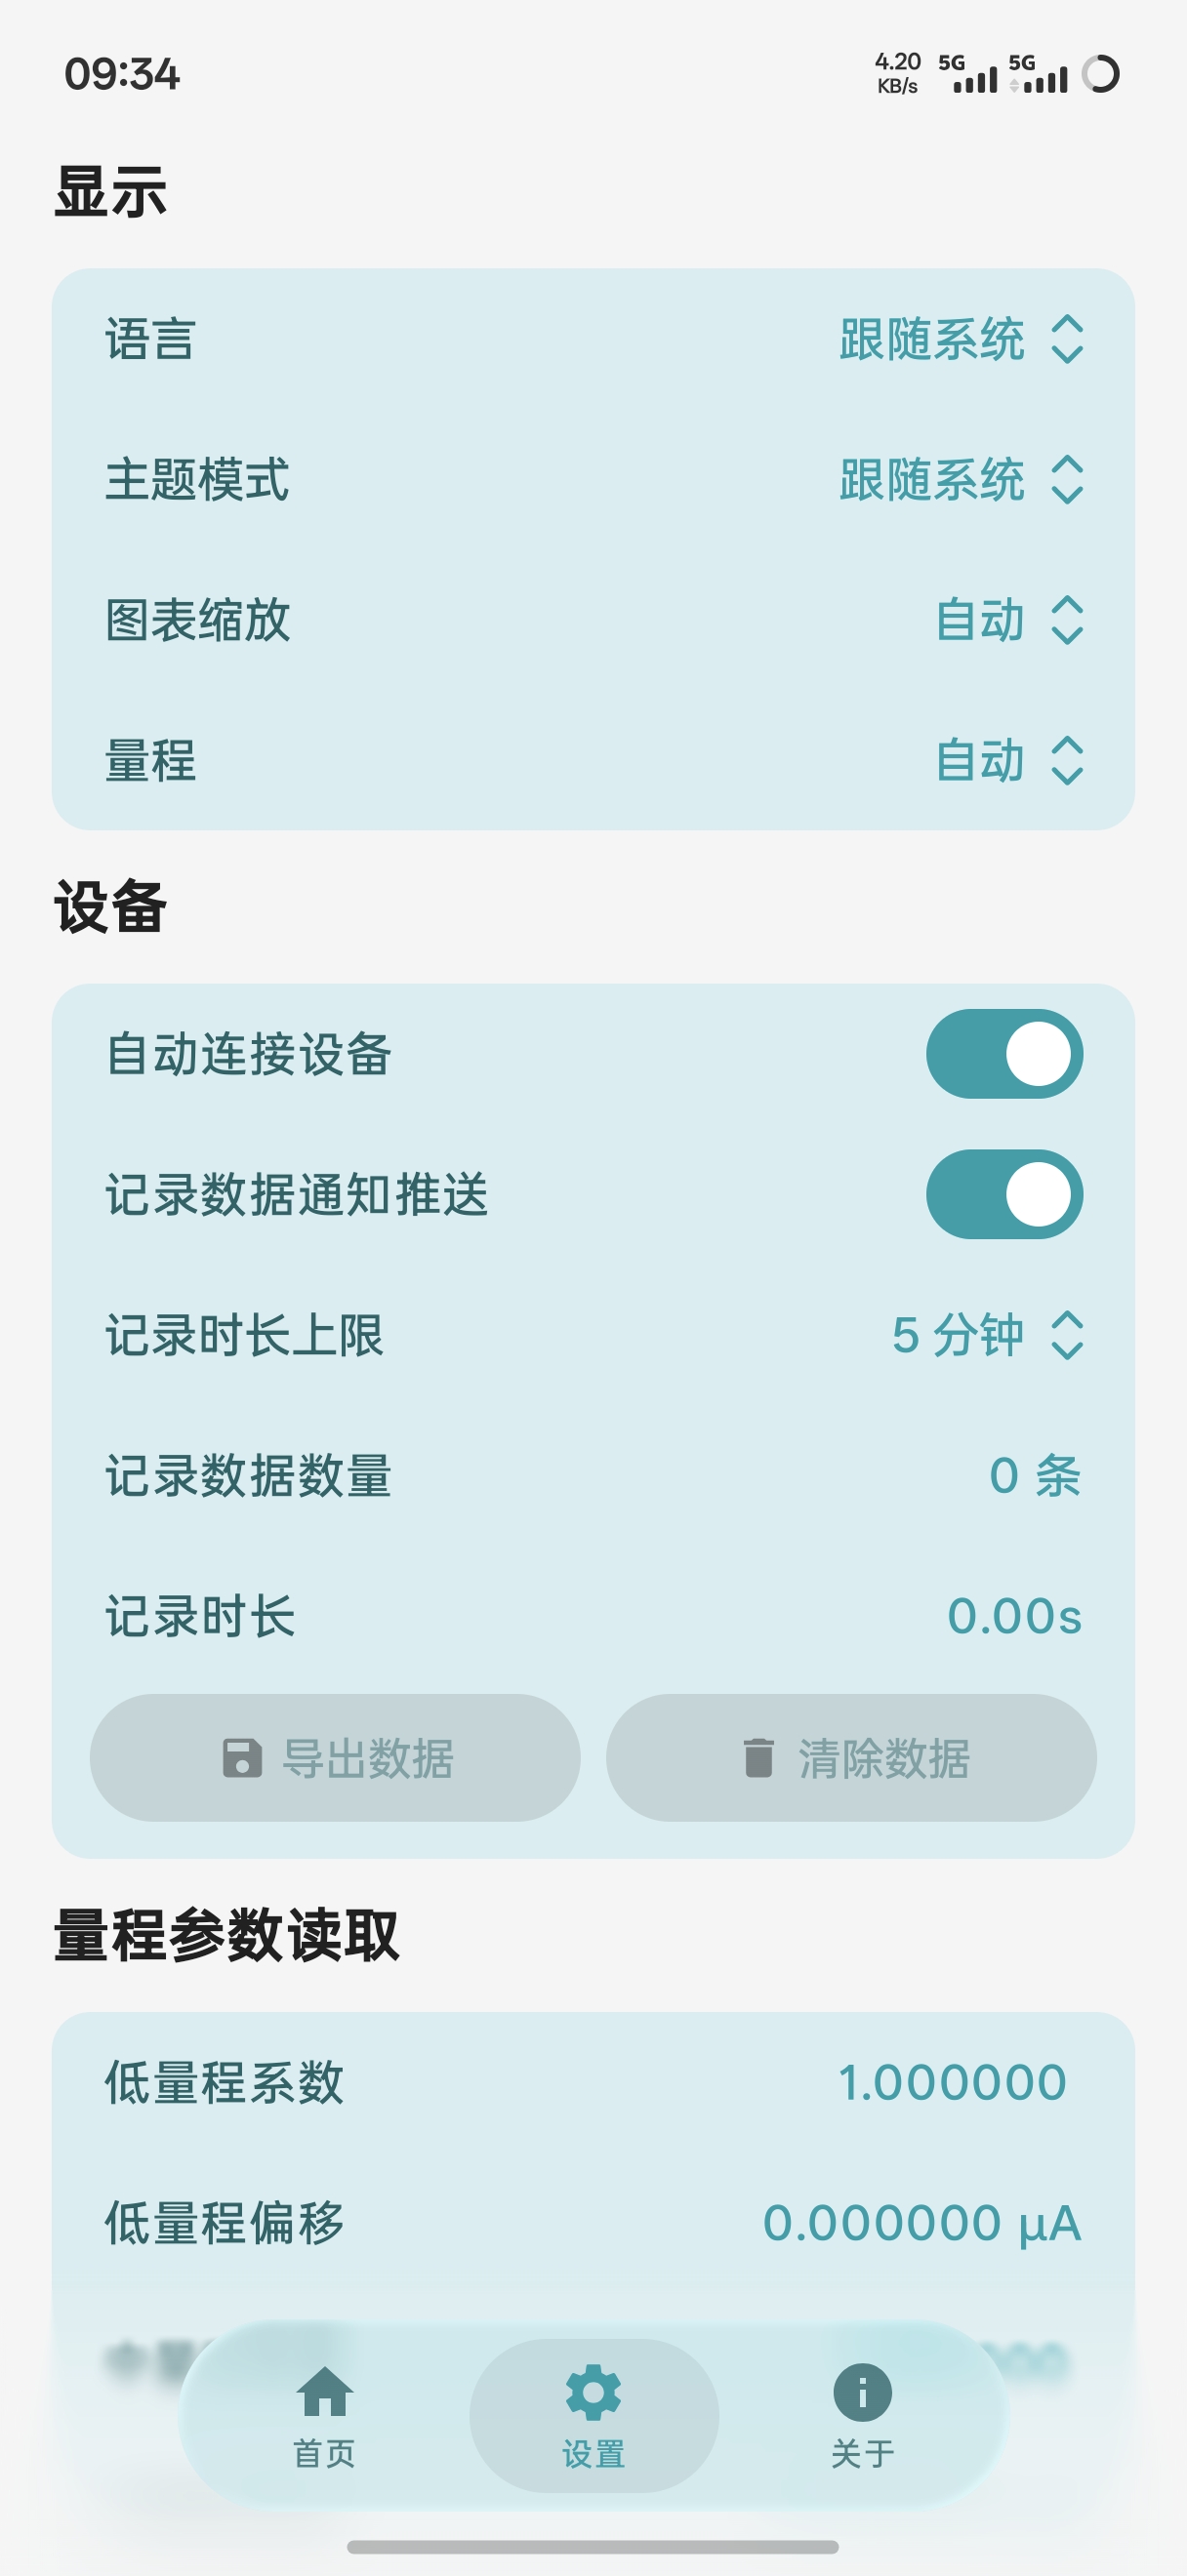 09:34
4.20 KB/s 5G 5G
显示
语言 跟随系统
主题模式 跟随系统
图表缩放 自动
量程 自动
设备
自动连接设备
记录数据通知推送
记录时长上限 5 分钟
记录数据数量 0 条
记录时长 0.00s
导出数据 清除数据
量程参数读取
低量程系数 1.000000
低量程偏移 0.000000 µA
首页 设置 关于